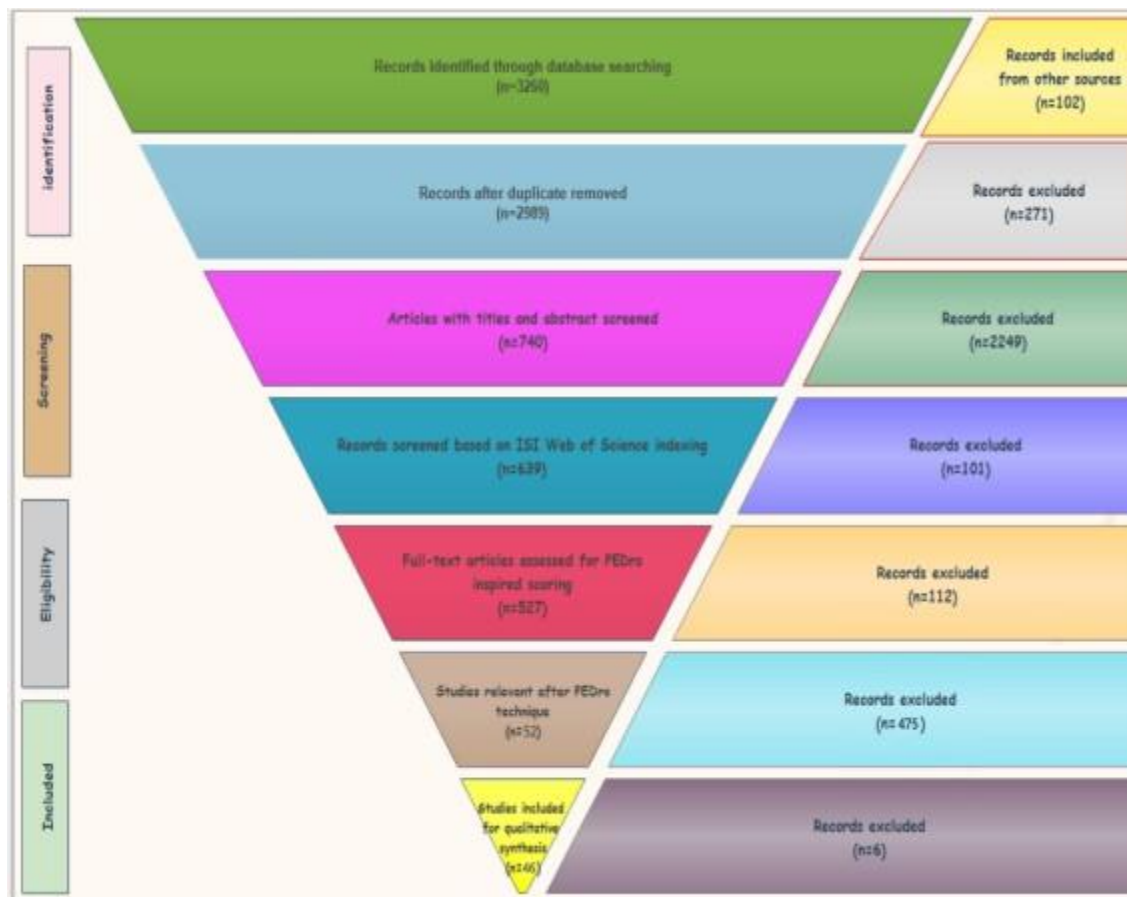 identification
Records Identified through database searching
(n=3260)
Records included
from other sources
(n=102)
Records after duplicate removed
(n=2989)
Records excluded
(n=271)
Screening
Articles with titles and abstract screened
(n=740)
Records excluded
(n=2249)
Records screened based on ISI Web of Science indexing
(n=639)
Records excluded
(n=101)
Eligibility
Full-text articles assessed for PEDro
inspired scoring
(n=527)
Records excluded
(n=112)
Studies relevant after PEDro
technique
(n=52)
Records excluded
(n=475)
Included
Studies included
for qualitative
synthesis
(n=46)
Records excluded
(n=6)